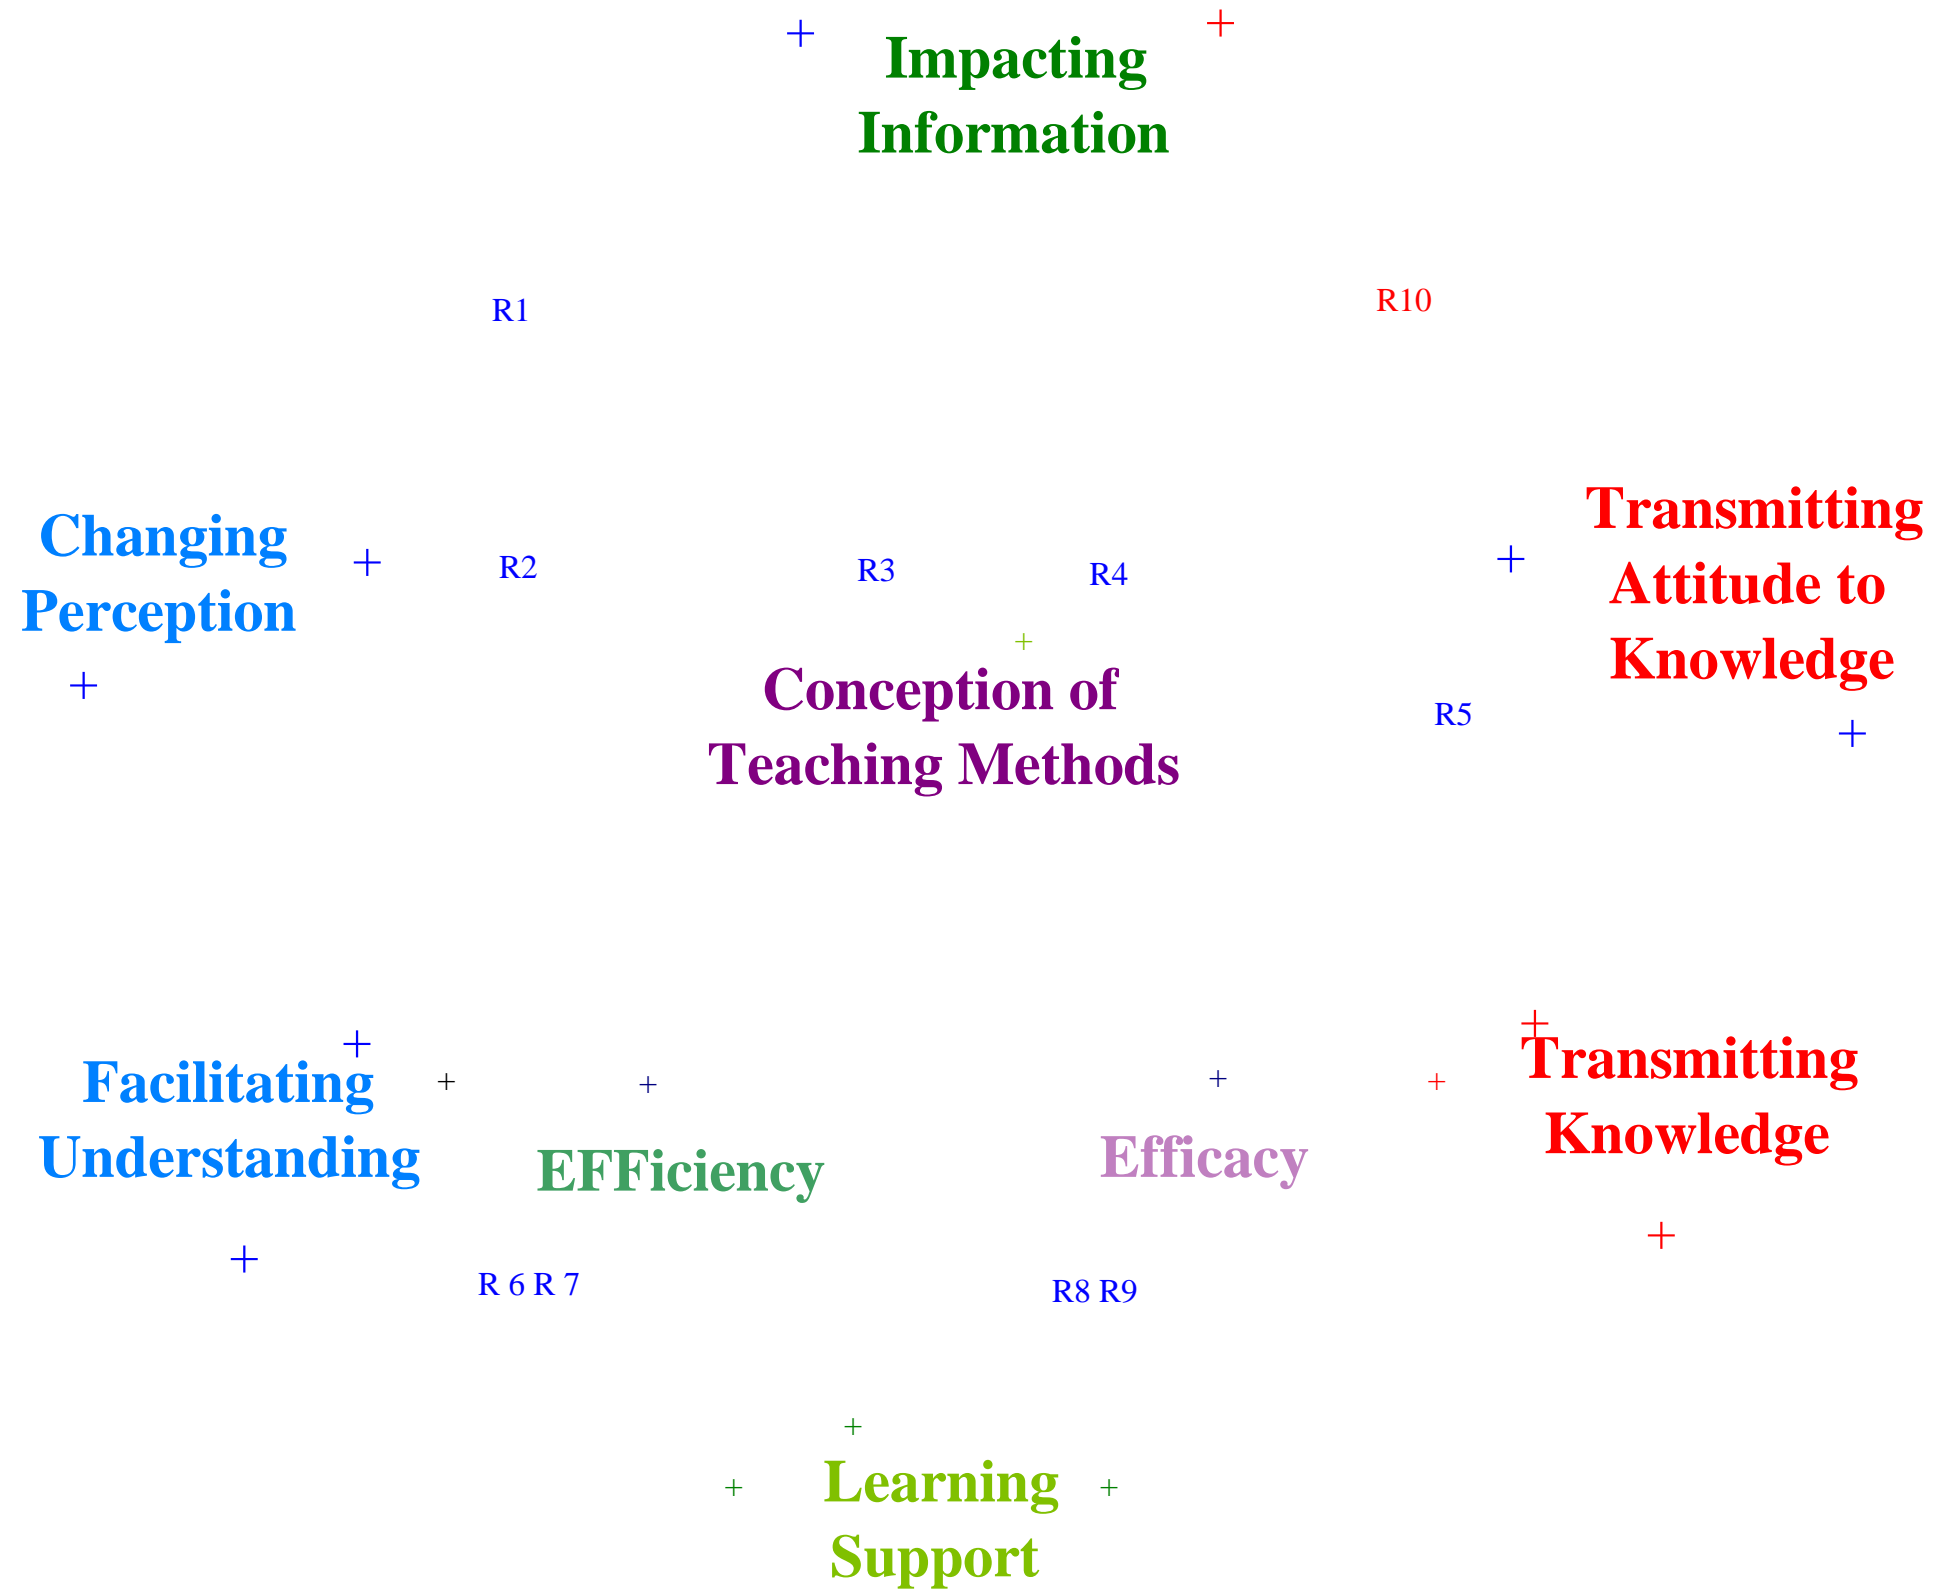 + +
Impacting
Information
R1 R10
Changing
Perception
+ R2 R3 R4 +
Transmitting
Attitude to
Knowledge
+
+
Conception of
Teaching Methods
R5
+
+
Facilitating
Understanding
+ + + +
+
Transmitting
Knowledge
EFFiciency
Efficacy
+ +
R 6 R 7 R8 R9
+
+ +
Learning
Support